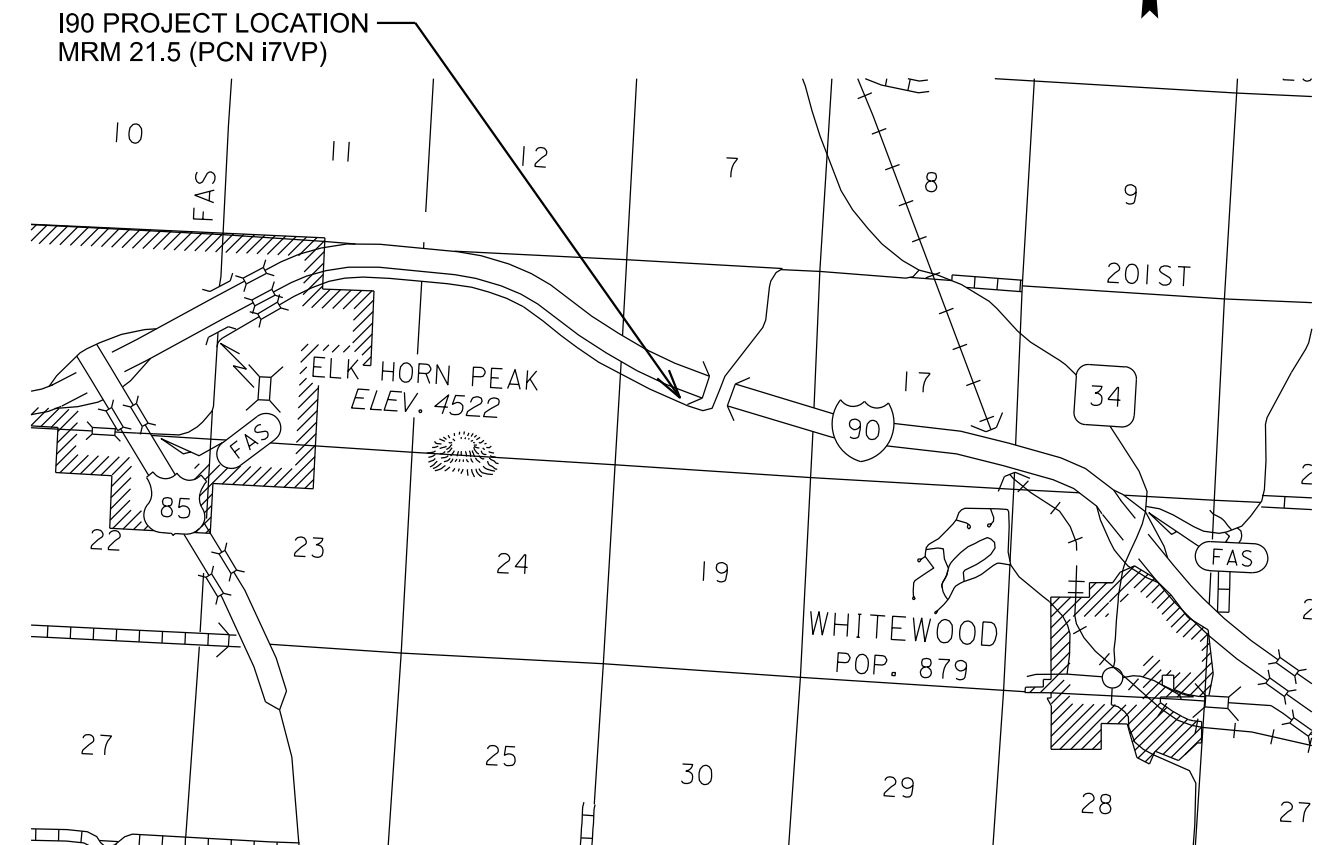 I90 PROJECT LOCATION
MRM 21.5 (PCN i7VP)
10
11
12
7
8
9
FAS
201ST
ELK HORN PEAK
ELEV. 4522
17
34
90
FAS
85
22
23
24
19
FAS
WHITEWOOD
POP. 879
27
25
30
29
28
27